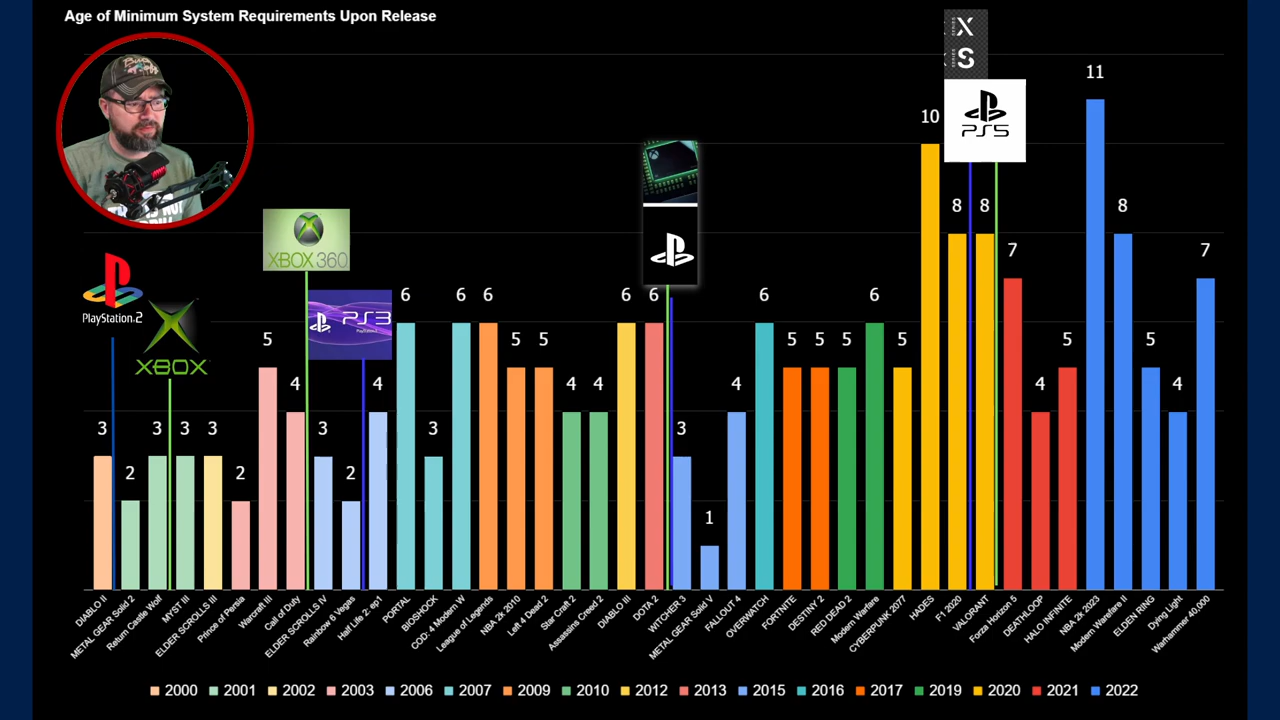 Age of Minimum System Requirements Upon Release
X
S
PS5
PlayStation.2
XBOX
XBOX 360
PS3
3
2
3
3
3
2
5
4
3
2
4
6
3
6
6
5
5
4
4
6
6
3
1
4
6
5
5
5
6
5
10
8
8
7
4
5
11
8
5
4
7
DIABLO II
METAL GEAR Solid 2
Return Castle Wolf
MYST III
ELDER SCROLLS III
Prince of Persia
Warcraft III
Call of Duty
ELDER SCROLLS IV
Rainbow 6 Vegas
Half Life 2: ep1
PORTAL
BIOSHOCK
COD: 4 Modern W
League of Legends
NBA 2k 2010
Left 4 Deed 2
Star Craft 2
Assassins Creed 2
DIABLO III
DOTA 2
WITCHER 3
METAL GEAR Solid V
FALLOUT 4
OVERWATCH
FORTNITE
DESTINY 2
RED DEAD 2
Modern Warfare
CYBERPUNK 2077
HADES
F1 2020
VALORANT
Forza Horizon 5
DEATHLOOP
HALO INFINITE
NBA 2k 2023
Modern Warefare II
ELDEN RING
Dying Light
Warhammer 40,000
2000 2001 2002 2003 2006 2007 2009 2010 2012 2013 2015 2016 2017 2019 2020 2021 2022